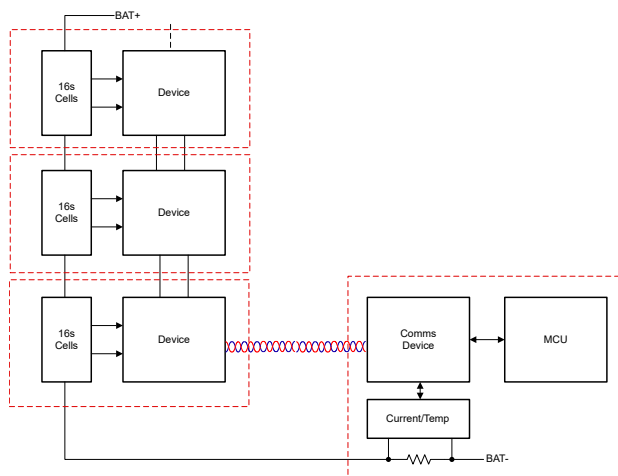 BAT+
16s
Cells
Device
16s
Cells
Device
16s
Cells
Device
Comms
Device
MCU
Current/Temp
BAT-